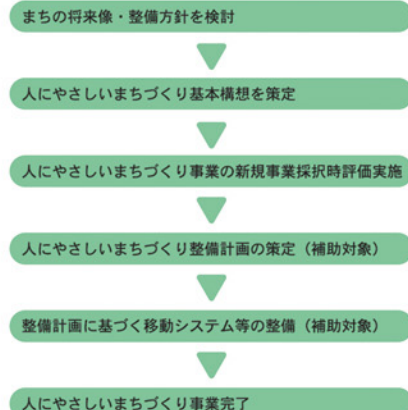 まちの将来像・整備方針を検討
人にやさしいまちづくり基本構想を策定
人にやさしいまちづくり事業の新規事業採択時評価実施
人にやさしいまちづくり整備計画の策定（補助対象）
整備計画に基づく移動システム等の整備（補助対象）
人にやさしいまちづくり事業完了